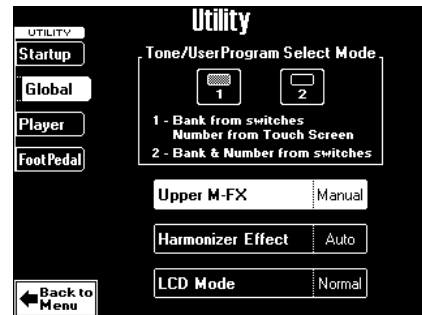 Utility
UTILITY
Startup
Global
Player
FootPedal
Tone/UserProgram Select Mode
1
2
1 - Bank from switches
Number from Touch Screen
2 - Bank & Number from switches
Upper M-FX Manual
Harmonizer Effect Auto
LCD Mode Normal
Back to
Menu